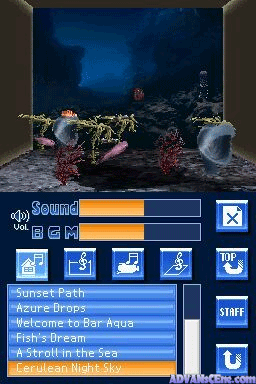 Sound
Vol.
BGM
TOP
Sunset Path
Azure Drops
Welcome to Bar Aqua
STAFF
Fish's Dream
A Stroll in the Sea
Cerulean Night Sky
ADVANsCEne.com